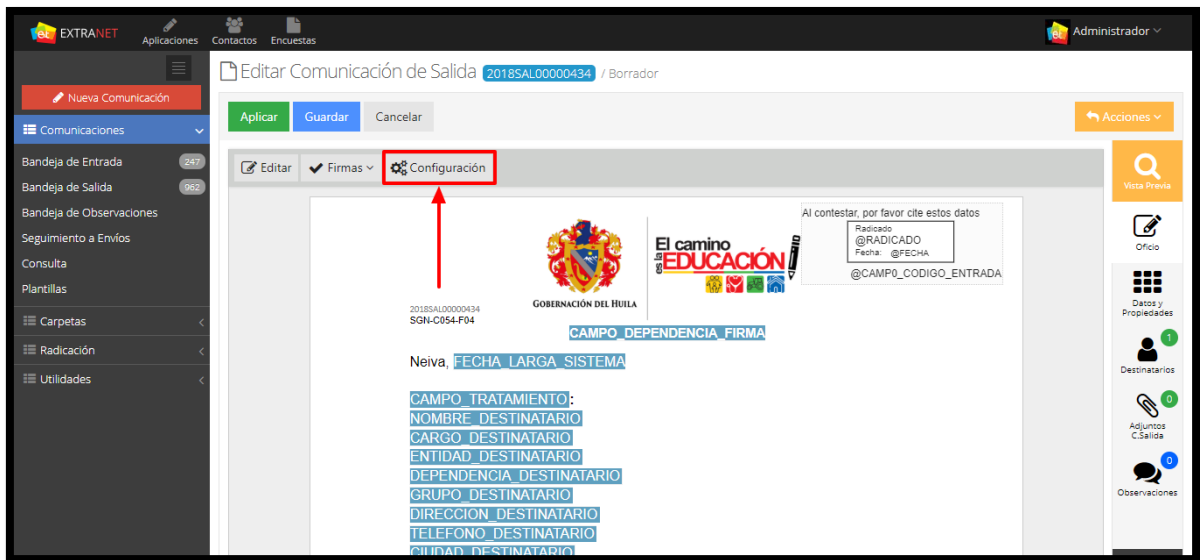 EXTRANET
Aplicaciones
Contactos
Encuestas
Administrador
Nueva Comunicación
Comunicaciones
Bandeja de Entrada 247
Bandeja de Salida 962
Bandeja de Observaciones
Seguimiento a Envíos
Consulta
Plantillas
Carpetas
Radicación
Utilidades
Editar Comunicación de Salida 2018SAL00000434 / Borrador
Aplicar Guardar Cancelar
Acciones
Editar Firmas Configuración
GOBERNACIÓN DEL HUILA
El camino
es la EDUCACIÓN
Al contestar, por favor cite estos datos
Radicado
@RADICADO
Fecha: @FECHA
@CAMP0_CODIGO_ENTRADA
2018SAL00000434
SGN-C054-F04
CAMPO_DEPENDENCIA_FIRMA
Neiva, FECHA_LARGA_SISTEMA
CAMPO_TRATAMIENTO:
NOMBRE_DESTINATARIO
CARGO_DESTINATARIO
ENTIDAD_DESTINATARIO
DEPENDENCIA_DESTINATARIO
GRUPO_DESTINATARIO
DIRECCION_DESTINATARIO
TELEFONO_DESTINATARIO
CIUDAD_DESTINATARIO
Vista Previa
Oficio
Datos y
Propiedades
1
Destinatarios
0
Adjuntos
C.Salida
0
Observaciones